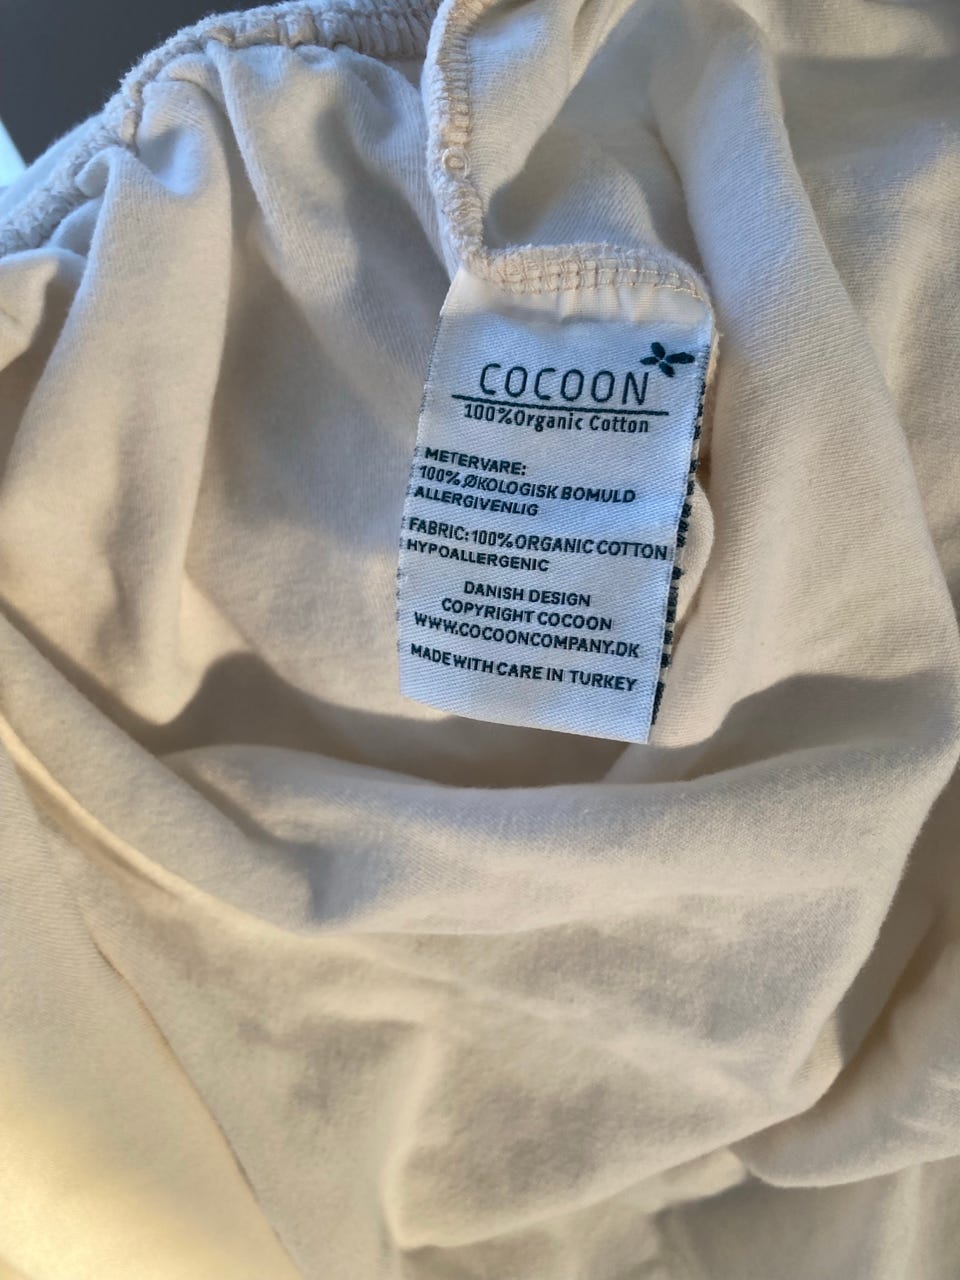 COCOON
100%Organic Cotton
METERVARE:
100% ØKOLOGISK BOMULD
ALLERGIVENLIG
FABRIC: 100% ORGANIC COTTON
HYPOALLERGENIC
DANISH DESIGN
COPYRIGHT COCOON
WWW.COCOONCOMPANY.DK
MADE WITH CARE IN TURKEY